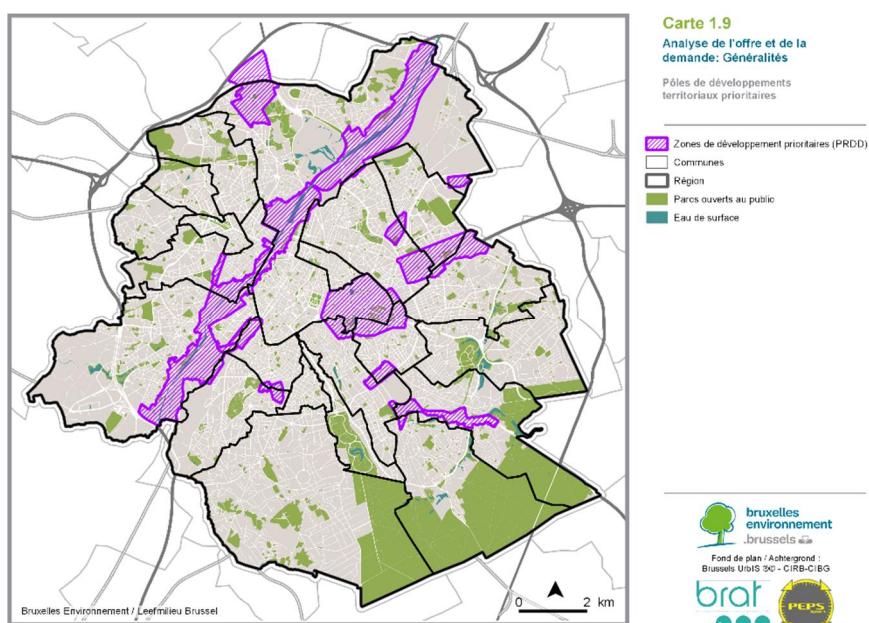 Carte 1.9
Analyse de l'offre et de la
demande: Généralités
Pôles de développements
territoriaux prioritaires
Zones de développement prioritaires (PRDD)
Communes
Région
Parcs ouverts au public
Eau de surface
bruxelles
environnement
.brussels
Fond de plan / Achtergrond :
Brussels UrbIS ®© - CIRB-CIBG
brat
PEPS
Bruxelles Environnement / Leefmilieu Brussel
0 2 km